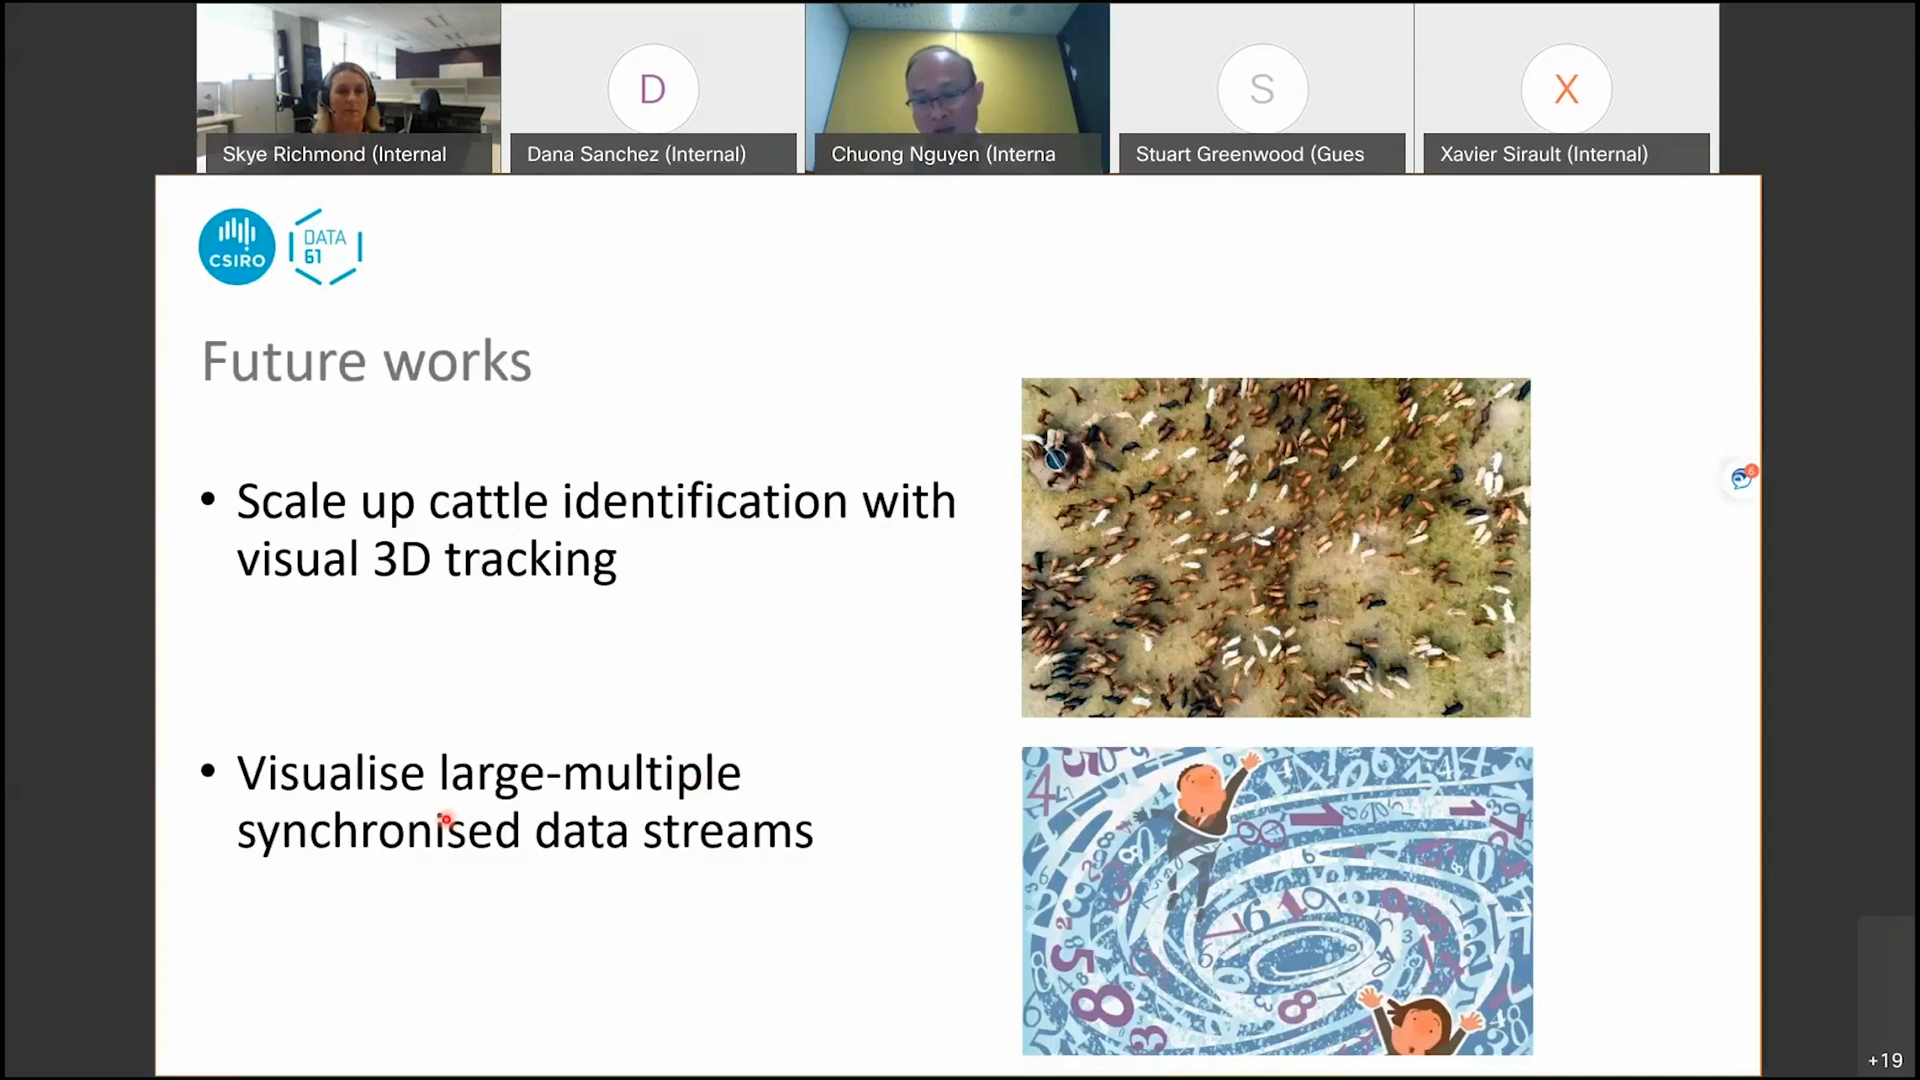 Skye Richmond (Internal
D
Dana Sanchez (Internal)
Chuong Nguyen (Interna
S
Stuart Greenwood (Gues
X
Xavier Sirault (Internal)
CSIRO
DATA
61
Future works
• Scale up cattle identification with
visual 3D tracking
6
• Visualise large-multiple
synchronised data streams
+19